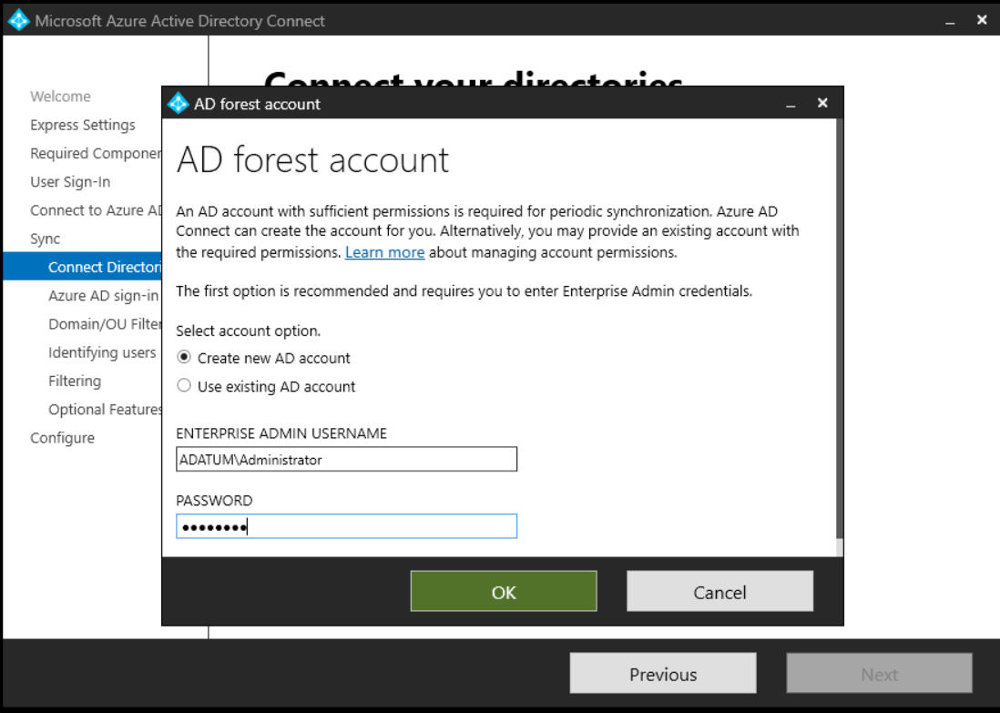 Microsoft Azure Active Directory Connect
Connect your directories
Welcome
Express Settings
Required Componen
User Sign-In
Connect to Azure AD
Sync
Connect Directori
Azure AD sign-in
Domain/OU Filter
Identifying users
Filtering
Optional Features
Configure
AD forest account
AD forest account
An AD account with sufficient permissions is required for periodic synchronization. Azure AD
Connect can create the account for you. Alternatively, you may provide an existing account with
the required permissions. Learn more about managing account permissions.
The first option is recommended and requires you to enter Enterprise Admin credentials.
Select account option.
Create new AD account
Use existing AD account
ENTERPRISE ADMIN USERNAME
ADATUM\Administrator
PASSWORD
••••••••
OK
Cancel
Previous
Next